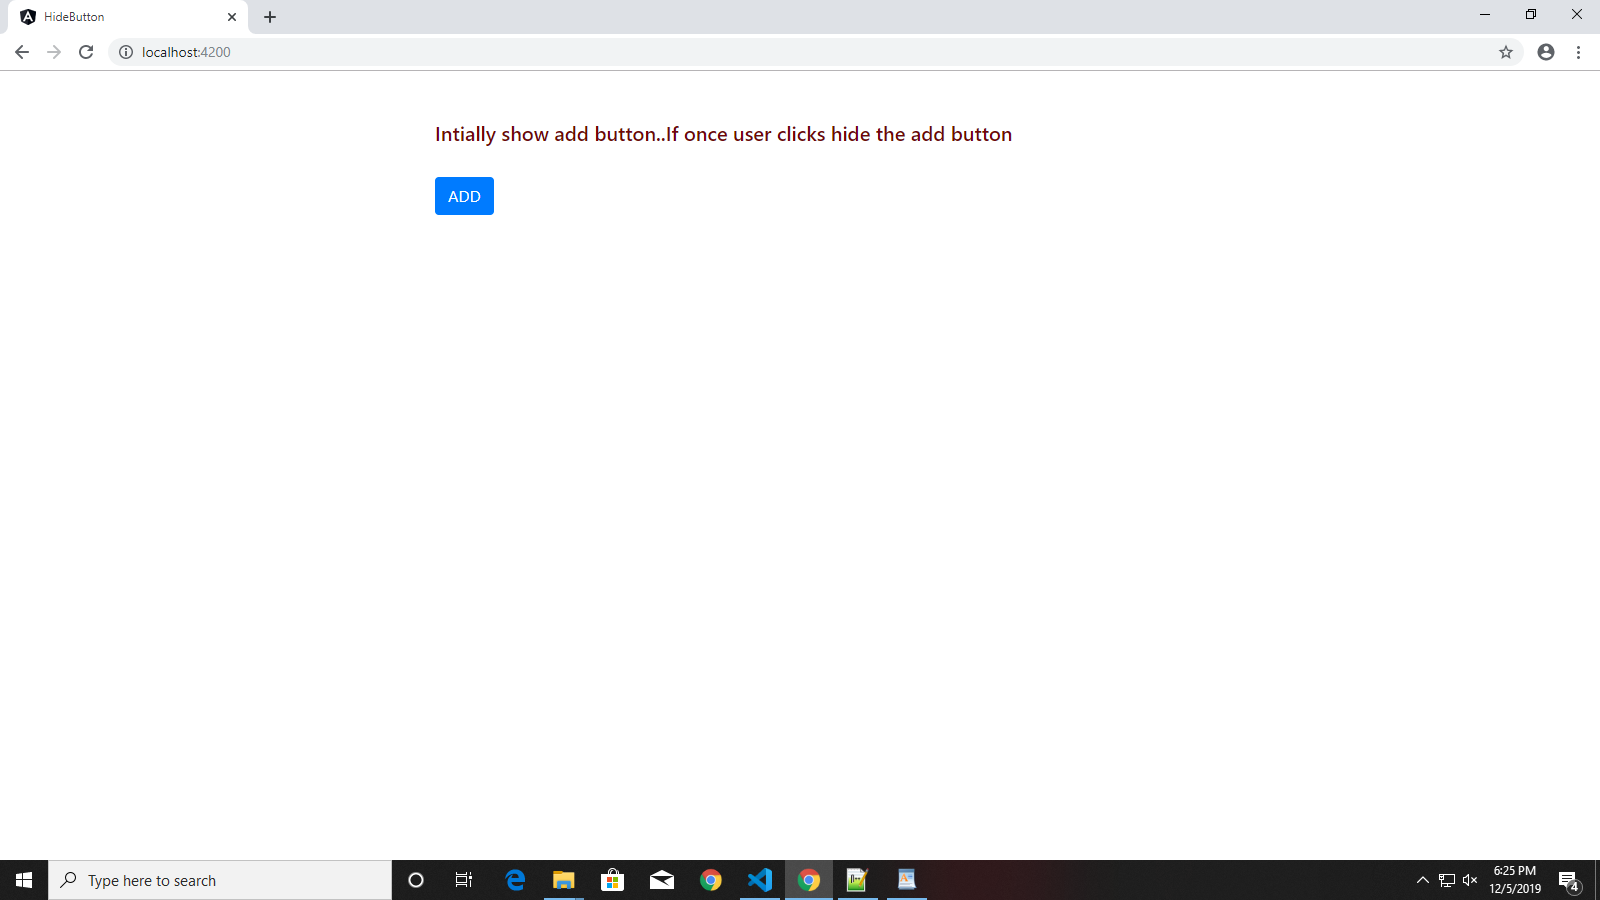 HideButton
localhost:4200
Intially show add button..If once user clicks hide the add button
ADD
Type here to search
6:25 PM
12/5/2019
4